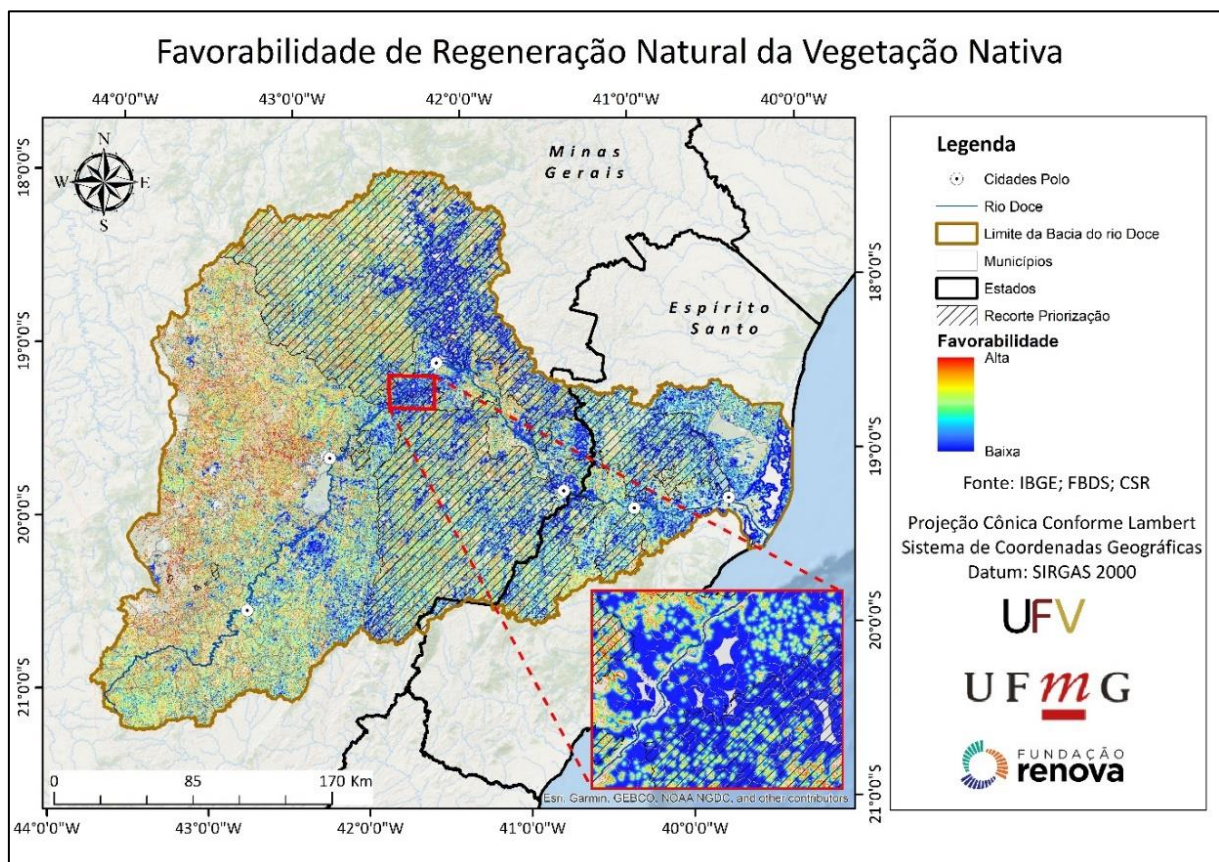 Favorabilidade de Regeneração Natural da Vegetação Nativa
44°0'0"W 43°0'0"W 42°0'0"W 41°0'0"W 40°0'0"W
N
W E
S
Minas
Gerais
Espírito
Santo
18°0'0"S
19°0'0"S
20°0'0"S
21°0'0"S
18°0'0"S
19°0'0"S
20°0'0"S
21°0'0"S
0 85 170 Km
Esri, Garmin, GEBCO, NOAA NGDC, and other contributors
44°0'0"W 43°0'0"W 42°0'0"W 41°0'0"W 40°0'0"W
Legenda
Cidades Polo
Rio Doce
Limite da Bacia do rio Doce
Municípios
Estados
Recorte Priorização
Favorabilidade
Alta
Baixa
Fonte: IBGE; FBDS; CSR
Projeção Cônica Conforme Lambert
Sistema de Coordenadas Geográficas
Datum: SIRGAS 2000
UFV
UFmG
FUNDAÇÃO
renova